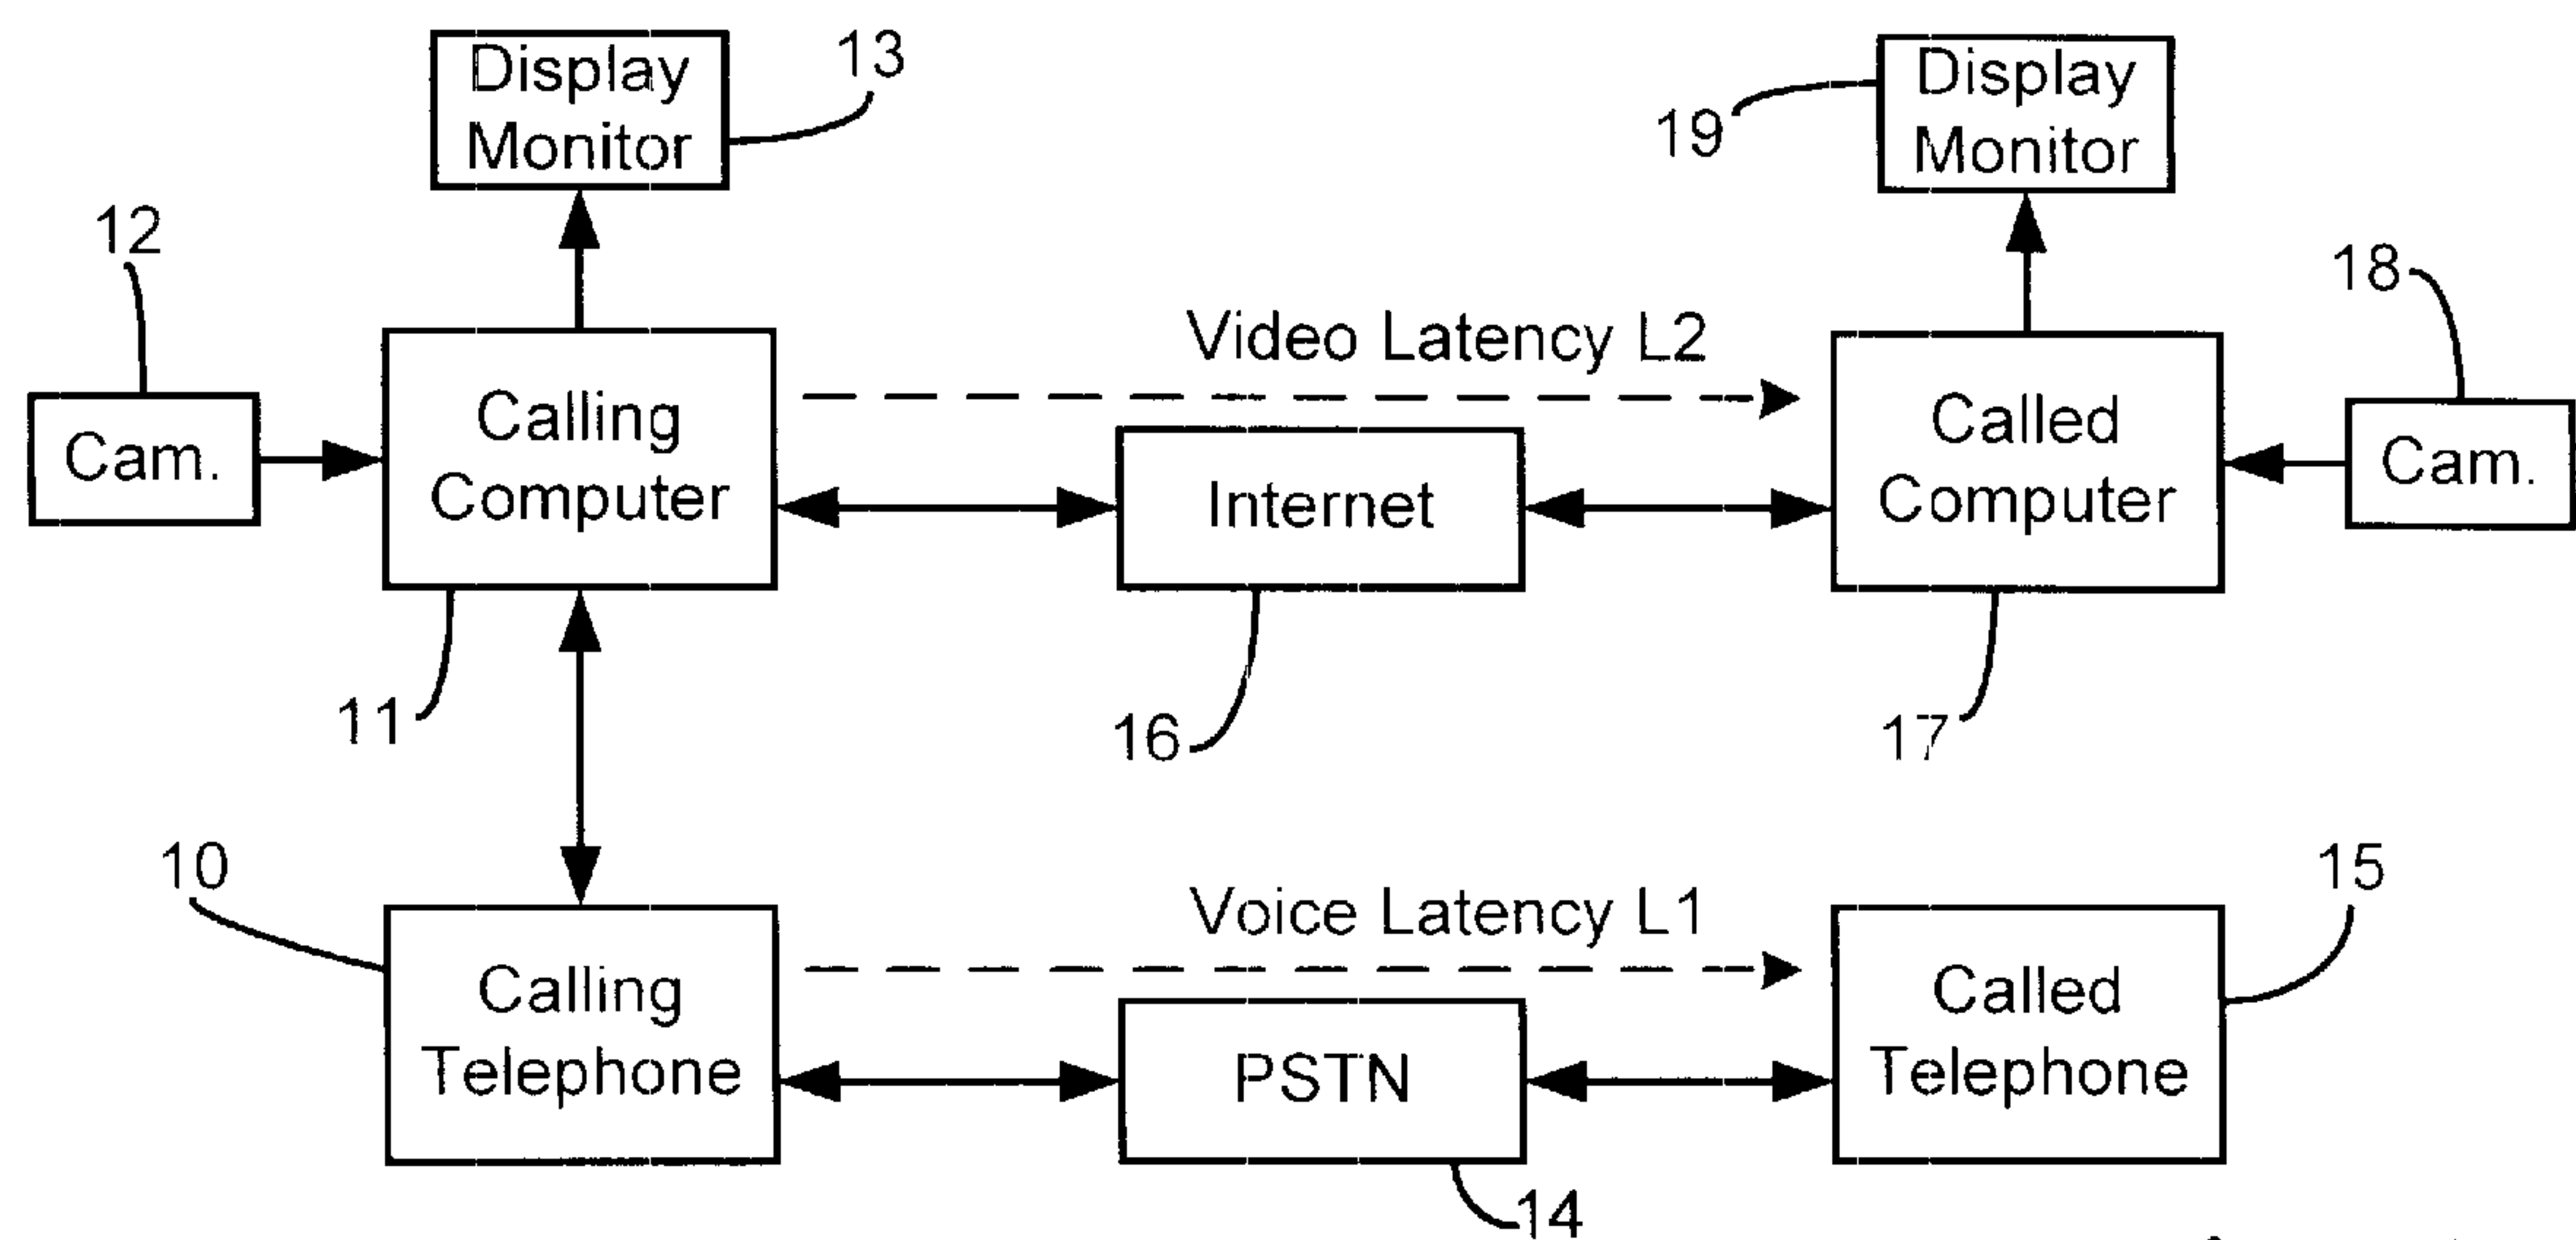 Display
Monitor
13
Display
Monitor
19
12
18
Video Latency L2
Cam.
Calling
Computer
Internet
Called
Computer
Cam.
11
16
17
10
15
Voice Latency L1
Calling
Telephone
PSTN
Called
Telephone
14